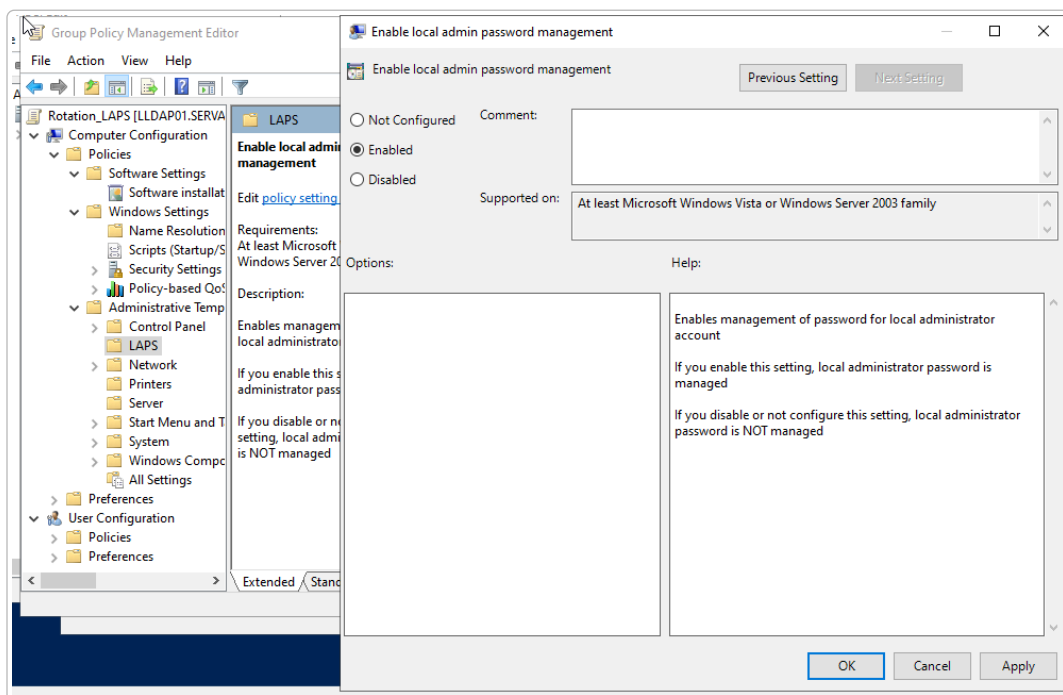 Group Policy Management Editor
File Action View Help
Rotation_LAPS [LLDAP01.SERVA
Computer Configuration
Policies
Software Settings
Software installat
Windows Settings
Name Resolution
Scripts (Startup/S
Security Settings
Policy-based QoS
Administrative Temp
Control Panel
LAPS
Network
Printers
Server
Start Menu and T
System
Windows Compo
All Settings
Preferences
User Configuration
Policies
Preferences
LAPS
Enable local admi
management
Edit policy setting
Requirements:
At least Microsoft
Windows Server 20
Description:
Enables managem
local administrato
If you enable this s
administrator pass
If you disable or no
setting, local admi
is NOT managed
Extended Stand
Enable local admin password management
Enable local admin password management
Previous Setting Next Setting
Not Configured
Enabled
Disabled
Comment:
Supported on:
At least Microsoft Windows Vista or Windows Server 2003 family
Options:
Help:
Enables management of password for local administrator
account
If you enable this setting, local administrator password is
managed
If you disable or not configure this setting, local administrator
password is NOT managed
OK Cancel Apply